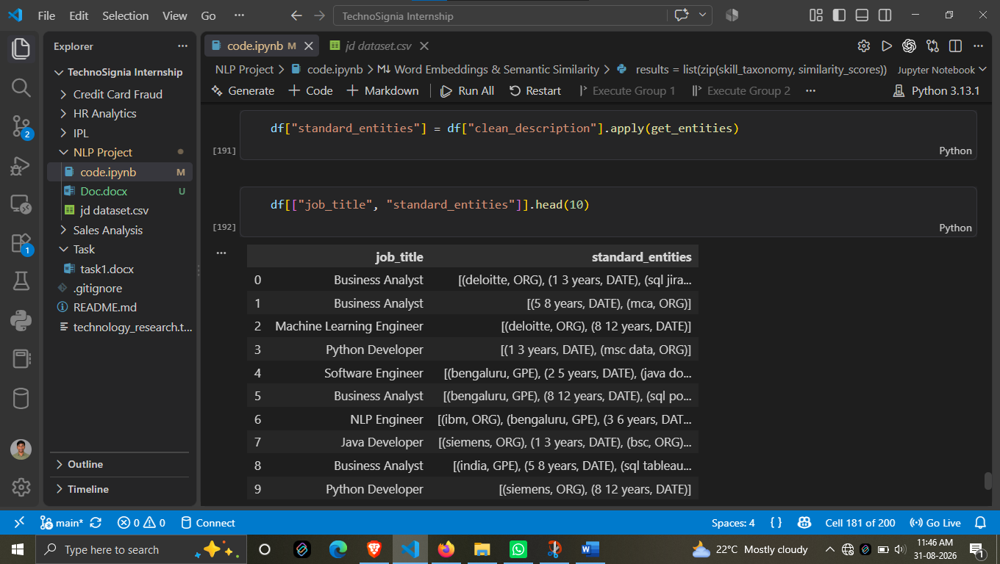 File Edit Selection View Go ··· TechnoSignia Internship
Explorer ···
TechnoSignia Internship
Credit Card Fraud
HR Analytics
IPL
NLP Project
code.ipynb M
Doc.docx U
jd dataset.csv
Sales Analysis
Task
task1.docx
.gitignore
README.md
technology_research.t...
Outline
Timeline
2
1
code.ipynb M jd dataset.csv
NLP Project > code.ipynb > M↓ Word Embeddings & Semantic Similarity > results = list(zip(skill_taxonomy, similarity_scores)) Jupyter Notebook
Generate + Code + Markdown Run All Restart Execute Group 1 Execute Group 2 ··· Python 3.13.1
df["standard_entities"] = df["clean_description"].apply(get_entities)
[191] Python
df[["job_title", "standard_entities"]].head(10)
[192] Python
...
job_title standard_entities
0 Business Analyst [(deloitte, ORG), (1 3 years, DATE), (sql jira...
1 Business Analyst [(5 8 years, DATE), (mca, ORG)]
2 Machine Learning Engineer [(deloitte, ORG), (8 12 years, DATE)]
3 Python Developer [(1 3 years, DATE), (msc data, ORG)]
4 Software Engineer [(bengaluru, GPE), (2 5 years, DATE), (java do...
5 Business Analyst [(bengaluru, GPE), (8 12 years, DATE), (sql po...
6 NLP Engineer [(ibm, ORG), (bengaluru, GPE), (3 6 years, DAT...
7 Java Developer [(siemens, ORG), (1 3 years, DATE), (bsc, ORG)...
8 Business Analyst [(india, GPE), (5 8 years, DATE), (sql tableau...
9 Python Developer [(siemens, ORG), (8 12 years, DATE)]
main* 0 0 Connect Spaces: 4 {} Cell 181 of 200 Go Live
Type here to search 22°C Mostly cloudy 11:46 AM
31-08-2026
1